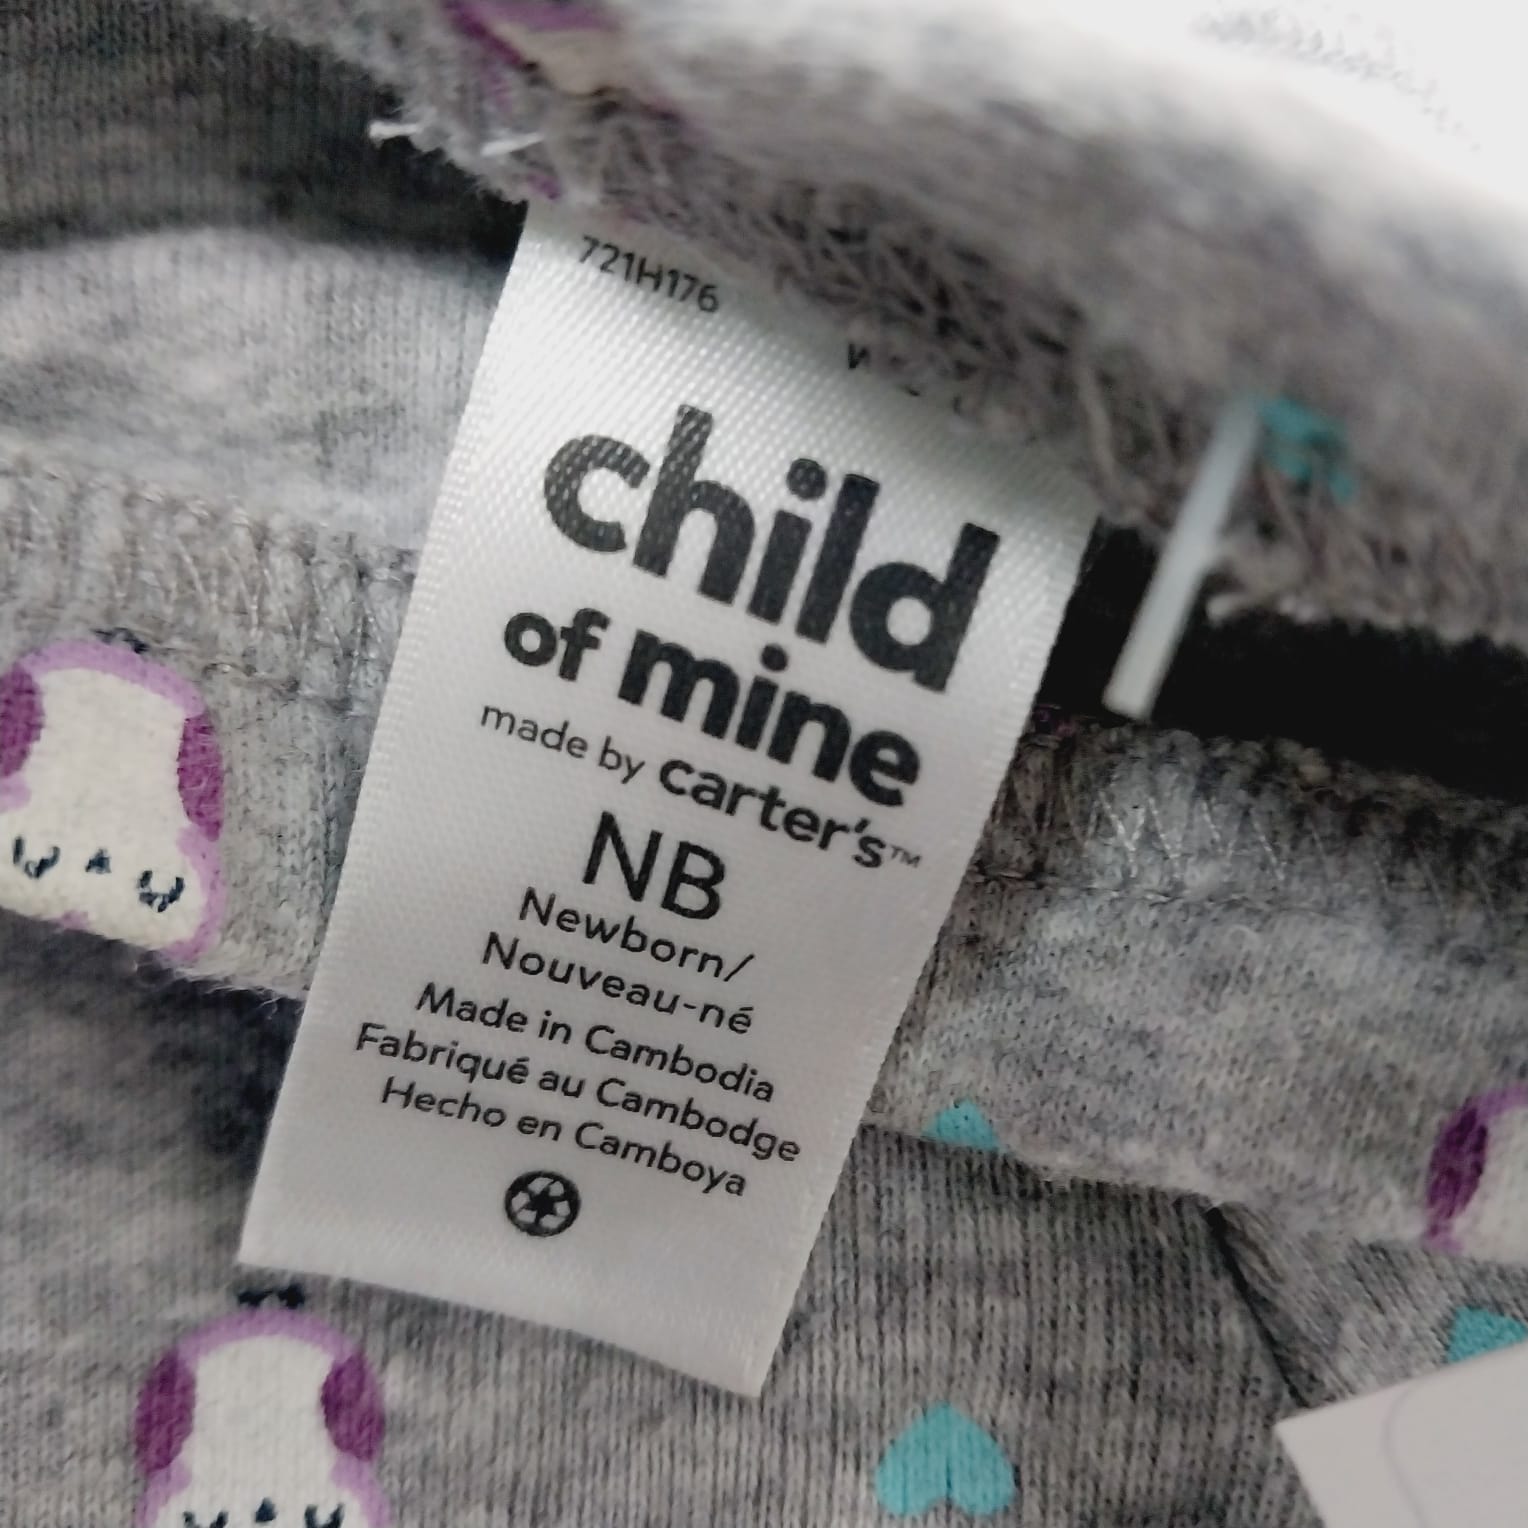 721H176
child
of mine
made by carter's™
NB
Newborn/
Nouveau-né
Made in Cambodia
Fabriqué au Cambodge
Hecho en Camboya